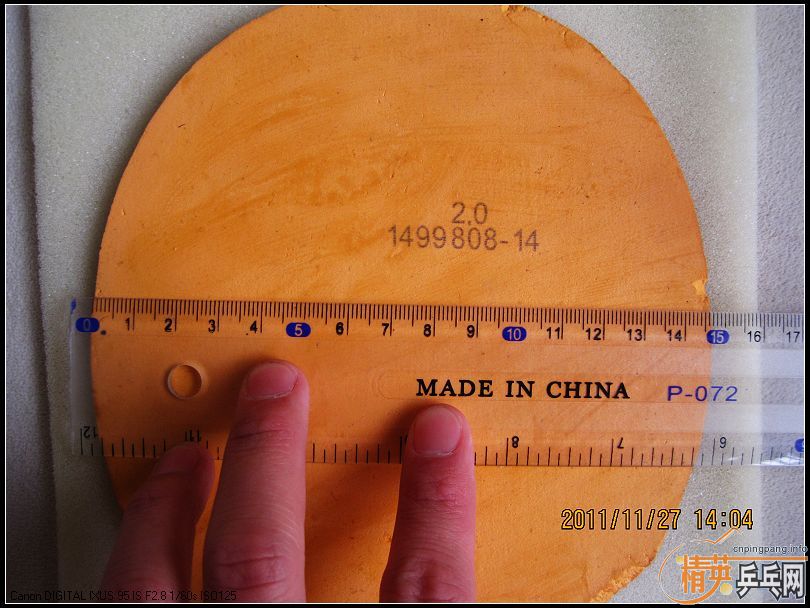 2.0
1499808-14
0 1 2 3 4 5 6 7 8 9 10 11 12 13 14 15 16 17
MADE IN CHINA
P-072
12 11 8 7 6
2011/11/27 14:04
cnpingpang.info
精英乒乓网
Canon DIGITAL IXUS 95 IS F2.8 1/60s ISO125